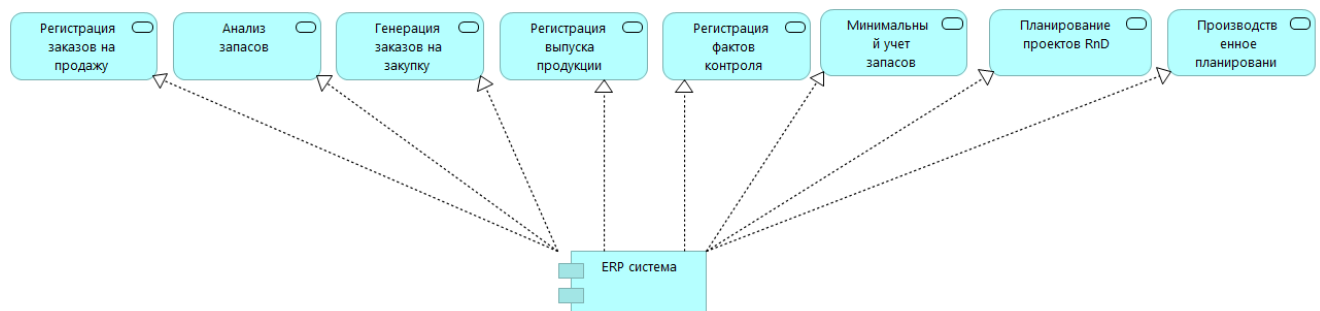 Регистрация
заказов на
продажу
Анализ
запасов
Генерация
заказов на
закупку
Регистрация
выпуска
продукции
Регистрация
фактов
контроля
Минимальны
й учет
запасов
Планирование
проектов RnD
Производств
енное
планировани
ERP система